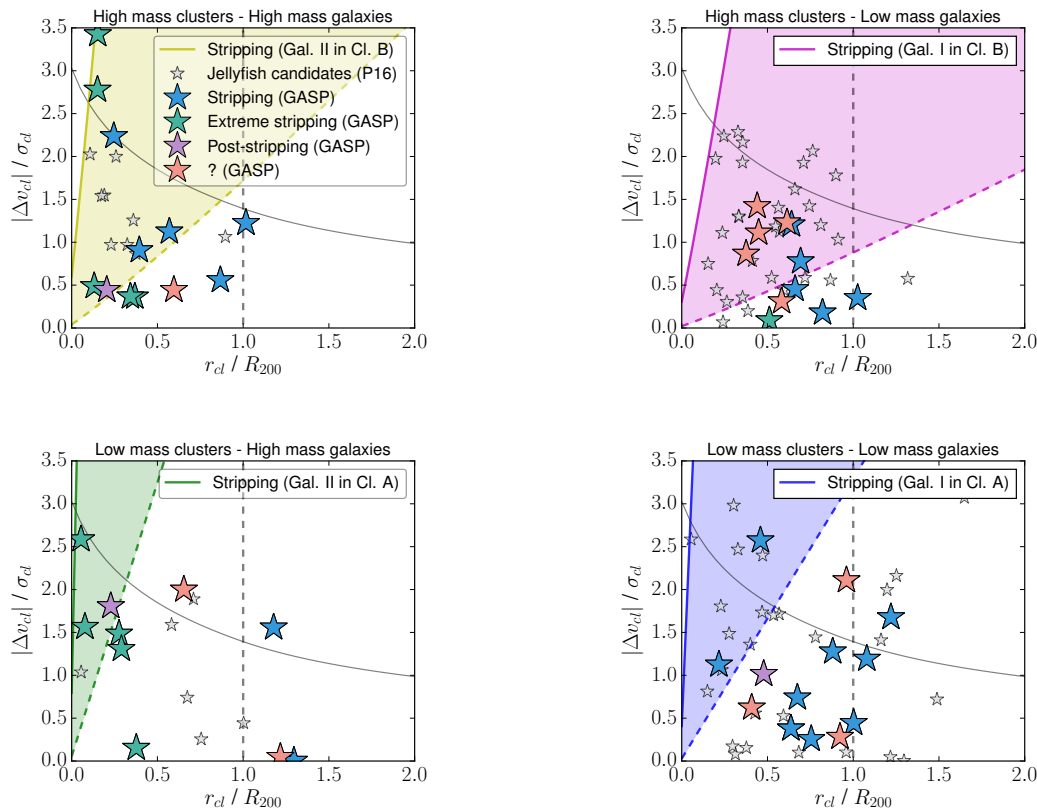 High mass clusters - High mass galaxies
3.5
3.0
2.5
2.0
1.5
1.0
0.5
0.0
|Δv_cl| / σ_cl
Stripping (Gal. II in Cl. B)
Jellyfish candidates (P16)
Stripping (GASP)
Extreme stripping (GASP)
Post-stripping (GASP)
? (GASP)
0.0 0.5 1.0 1.5 2.0
r_cl / R_200
High mass clusters - Low mass galaxies
3.5
3.0
2.5
2.0
1.5
1.0
0.5
0.0
|Δv_cl| / σ_cl
Stripping (Gal. I in Cl. B)
0.0 0.5 1.0 1.5 2.0
r_cl / R_200
Low mass clusters - High mass galaxies
3.5
3.0
2.5
2.0
1.5
1.0
0.5
0.0
|Δv_cl| / σ_cl
Stripping (Gal. II in Cl. A)
0.0 0.5 1.0 1.5 2.0
r_cl / R_200
Low mass clusters - Low mass galaxies
3.5
3.0
2.5
2.0
1.5
1.0
0.5
0.0
|Δv_cl| / σ_cl
Stripping (Gal. I in Cl. A)
0.0 0.5 1.0 1.5 2.0
r_cl / R_200